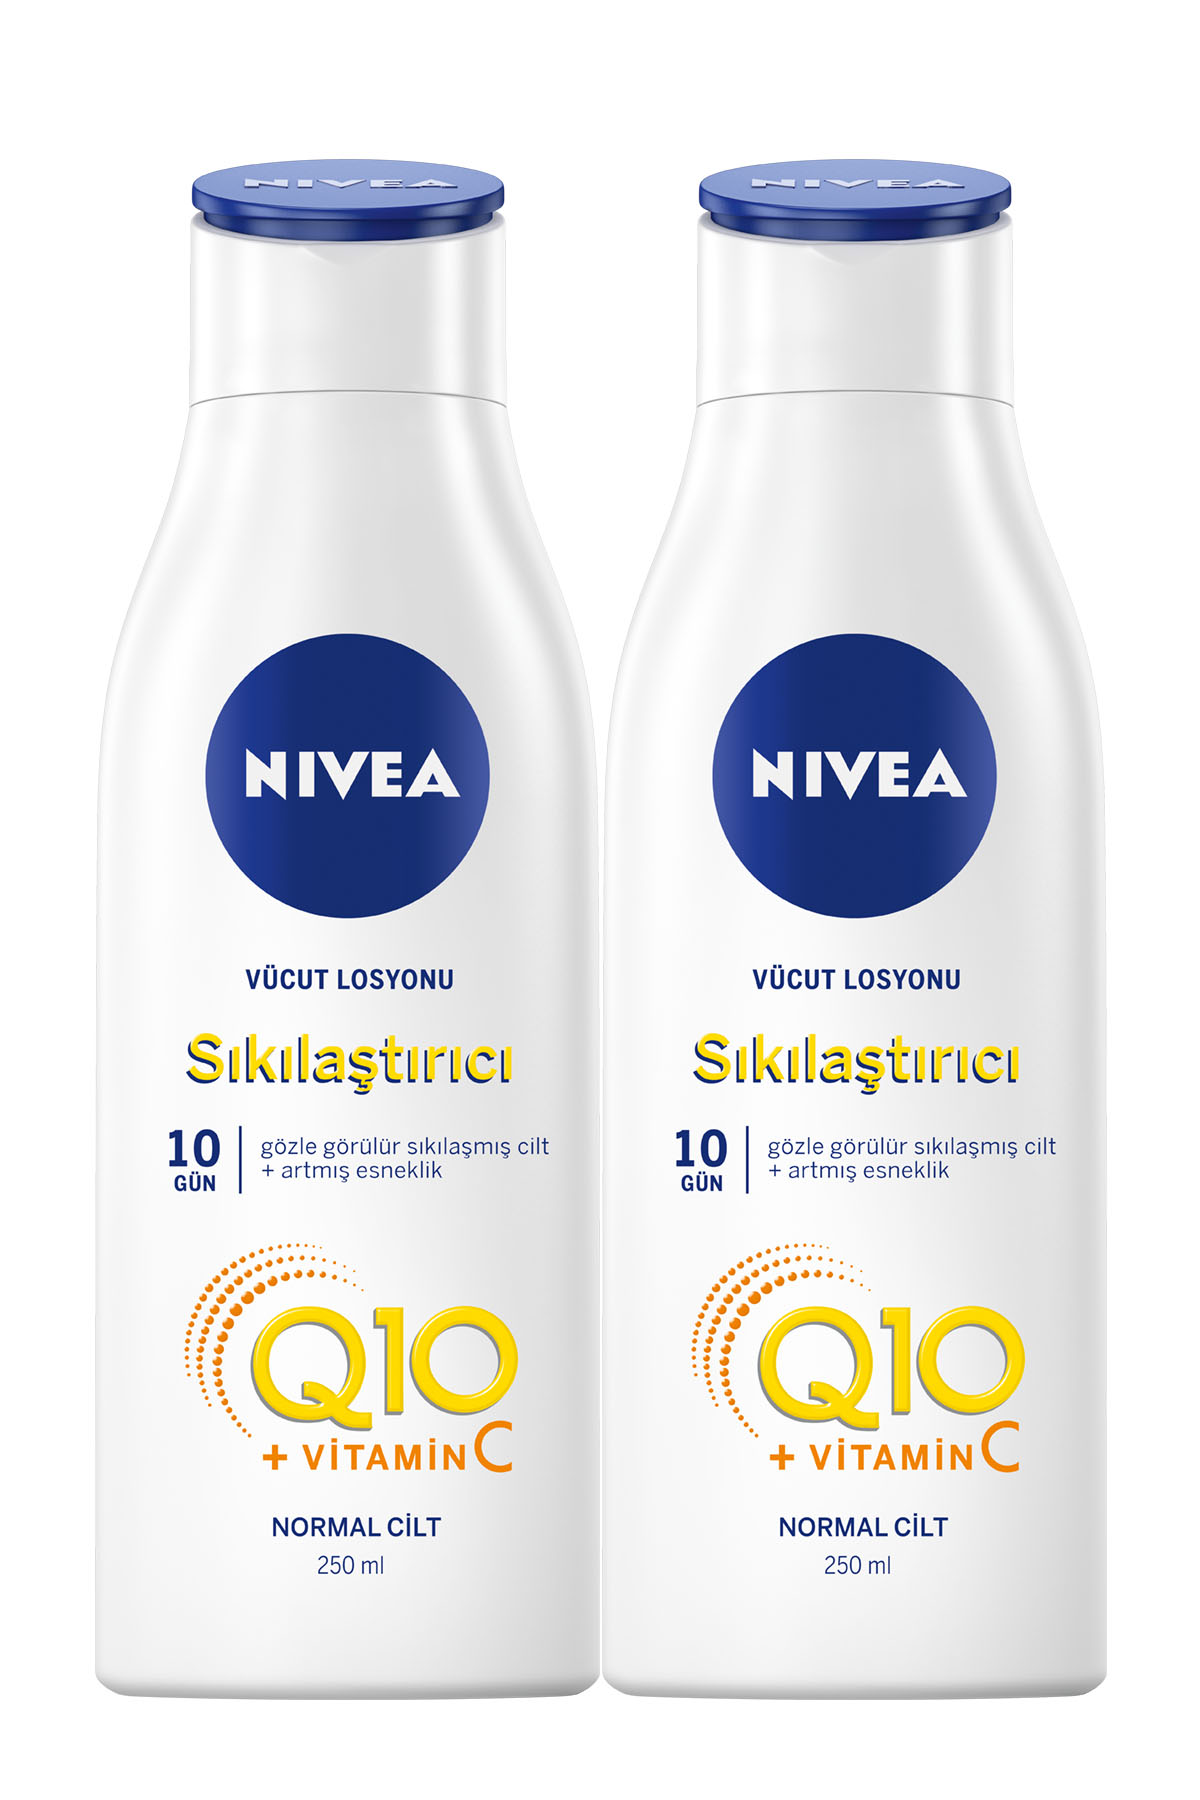 NIVEA
NIVEA
VÜCUT LOSYONU
Sıkılaştırıcı
10 GÜN
gözle görülür sıkılaşmış cilt
+ artmış esneklik
Q10
+ VİTAMİN C
NORMAL CİLT
250 ml
NIVEA
NIVEA
VÜCUT LOSYONU
Sıkılaştırıcı
10 GÜN
gözle görülür sıkılaşmış cilt
+ artmış esneklik
Q10
+ VİTAMİN C
NORMAL CİLT
250 ml